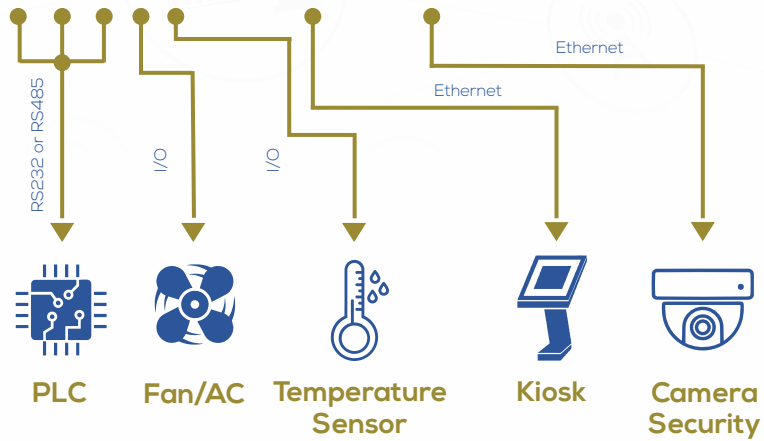 Ethernet
Ethernet
RS232 or RS485
I/O
I/O
PLC
Fan/AC
Temperature
Sensor
Kiosk
Camera
Security